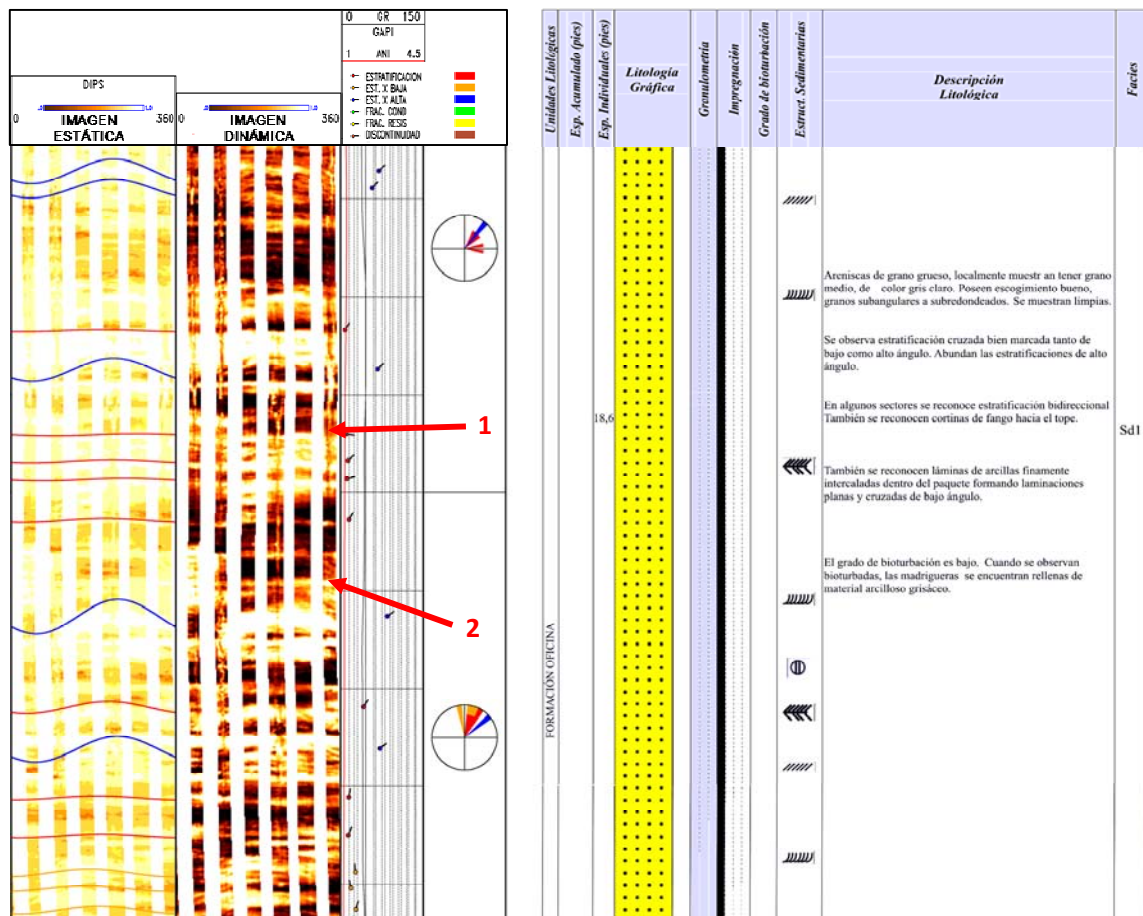 0 GR 150
GAPI
1 ANI 4.5
DIPS
IMAGEN
ESTÁTICA
0 360
IMAGEN
DINÁMICA
0 360
ESTRATIFICACION
EST. X BAJA
EST. X ALTA
FRAC. COND
FRAC. RESIS
DISCONTINUIDAD
1
2
Unidades Litológicas
Esp. Acumulado (pies)
Esp. Individuales (pies)
Litología
Gráfica
Granulometría
Impregnación
Grado de bioturbación
Estruct. Sedimentarias
Descripción
Litológica
Facies
Areniscas de grano grueso, localmente muestr an tener grano
medio, de color gris claro. Poseen escogimiento bueno,
granos subangulares a subredondeados. Se muestran limpias.
Se observa estratificación cruzada bien marcada tanto de
bajo como alto ángulo. Abundan las estratificaciones de alto
ángulo.
En algunos sectores se reconoce estratificación bidireccional
También se reconocen cortinas de fango hacia el tope.
18,6
Sd1
También se reconocen láminas de arcillas finamente
intercaladas dentro del paquete formando laminaciones
planas y cruzadas de bajo ángulo.
El grado de bioturbación es bajo. Cuando se observan
bioturbadas, las madrigueras se encuentran rellenas de
material arcilloso grisáceo.
FORMACIÓN OFICINA